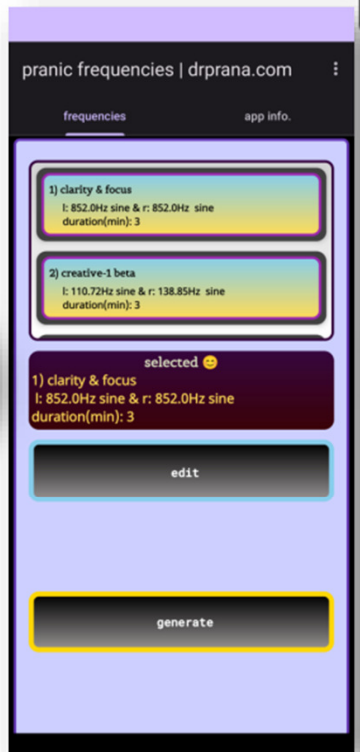 pranic frequencies | drprana.com
frequencies
app info.
1) clarity & focus
l: 852.0Hz sine & r: 852.0Hz sine
duration(min): 3
2) creative-1 beta
l: 110.72Hz sine & r: 138.85Hz sine
duration(min): 3
selected 😊
1) clarity & focus
l: 852.0Hz sine & r: 852.0Hz sine
duration(min): 3
edit
generate